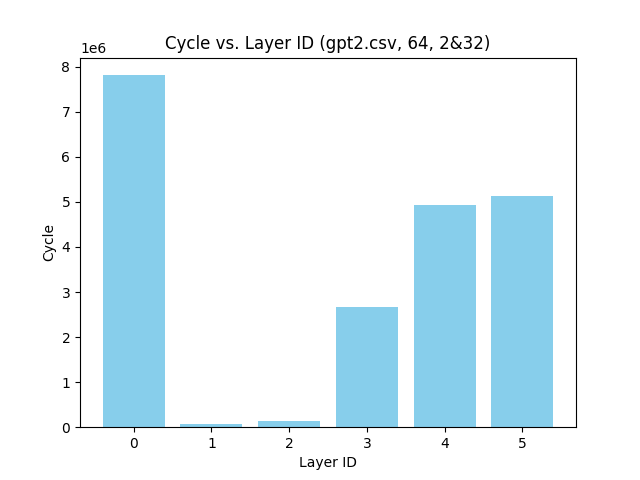 Cycle vs. Layer ID (gpt2.csv, 64, 2&32)
1e6
8
7
6
5
4
3
2
1
0
Cycle
0 1 2 3 4 5
Layer ID